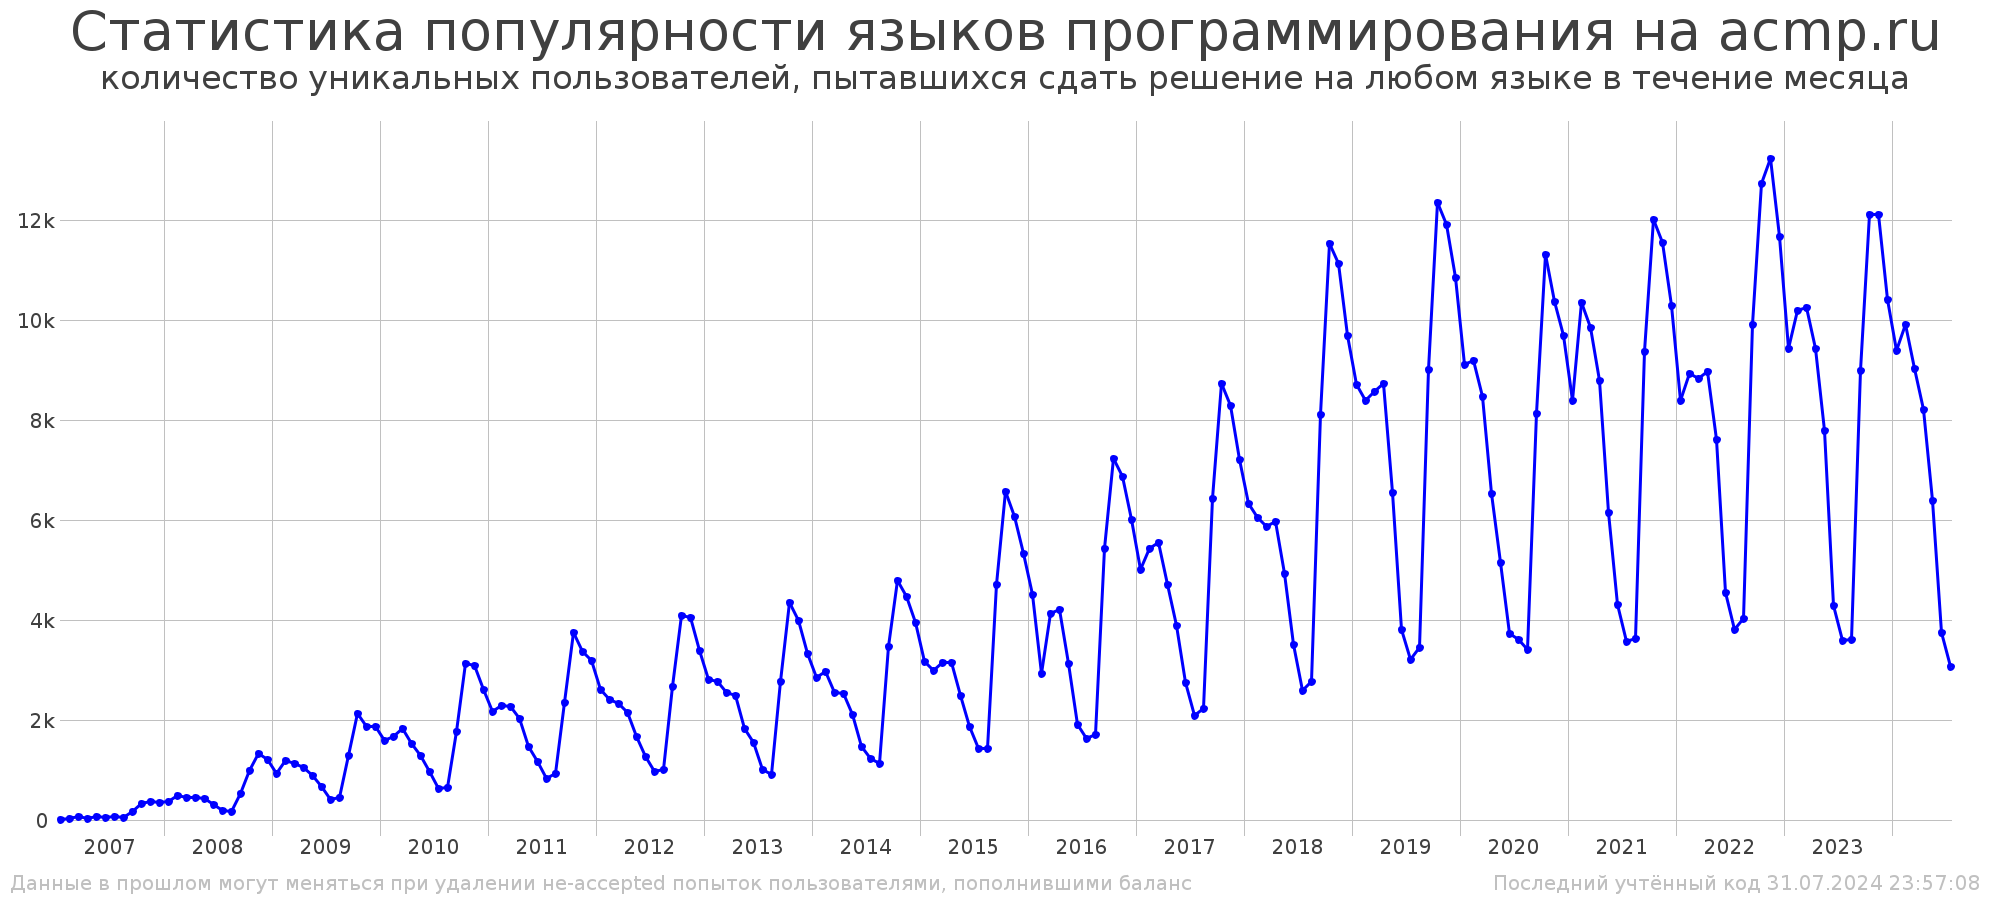 Статистика популярности языков программирования на acmp.ru
количество уникальных пользователей, пытавшихся сдать решение на любом языке в течение месяца
12k
10k
8k
6k
4k
2k
0
2007 2008 2009 2010 2011 2012 2013 2014 2015 2016 2017 2018 2019 2020 2021 2022 2023
Данные в прошлом могут меняться при удалении не-accepted попыток пользователями, пополнившими баланс
Последний учтённый код 31.07.2024 23:57:08